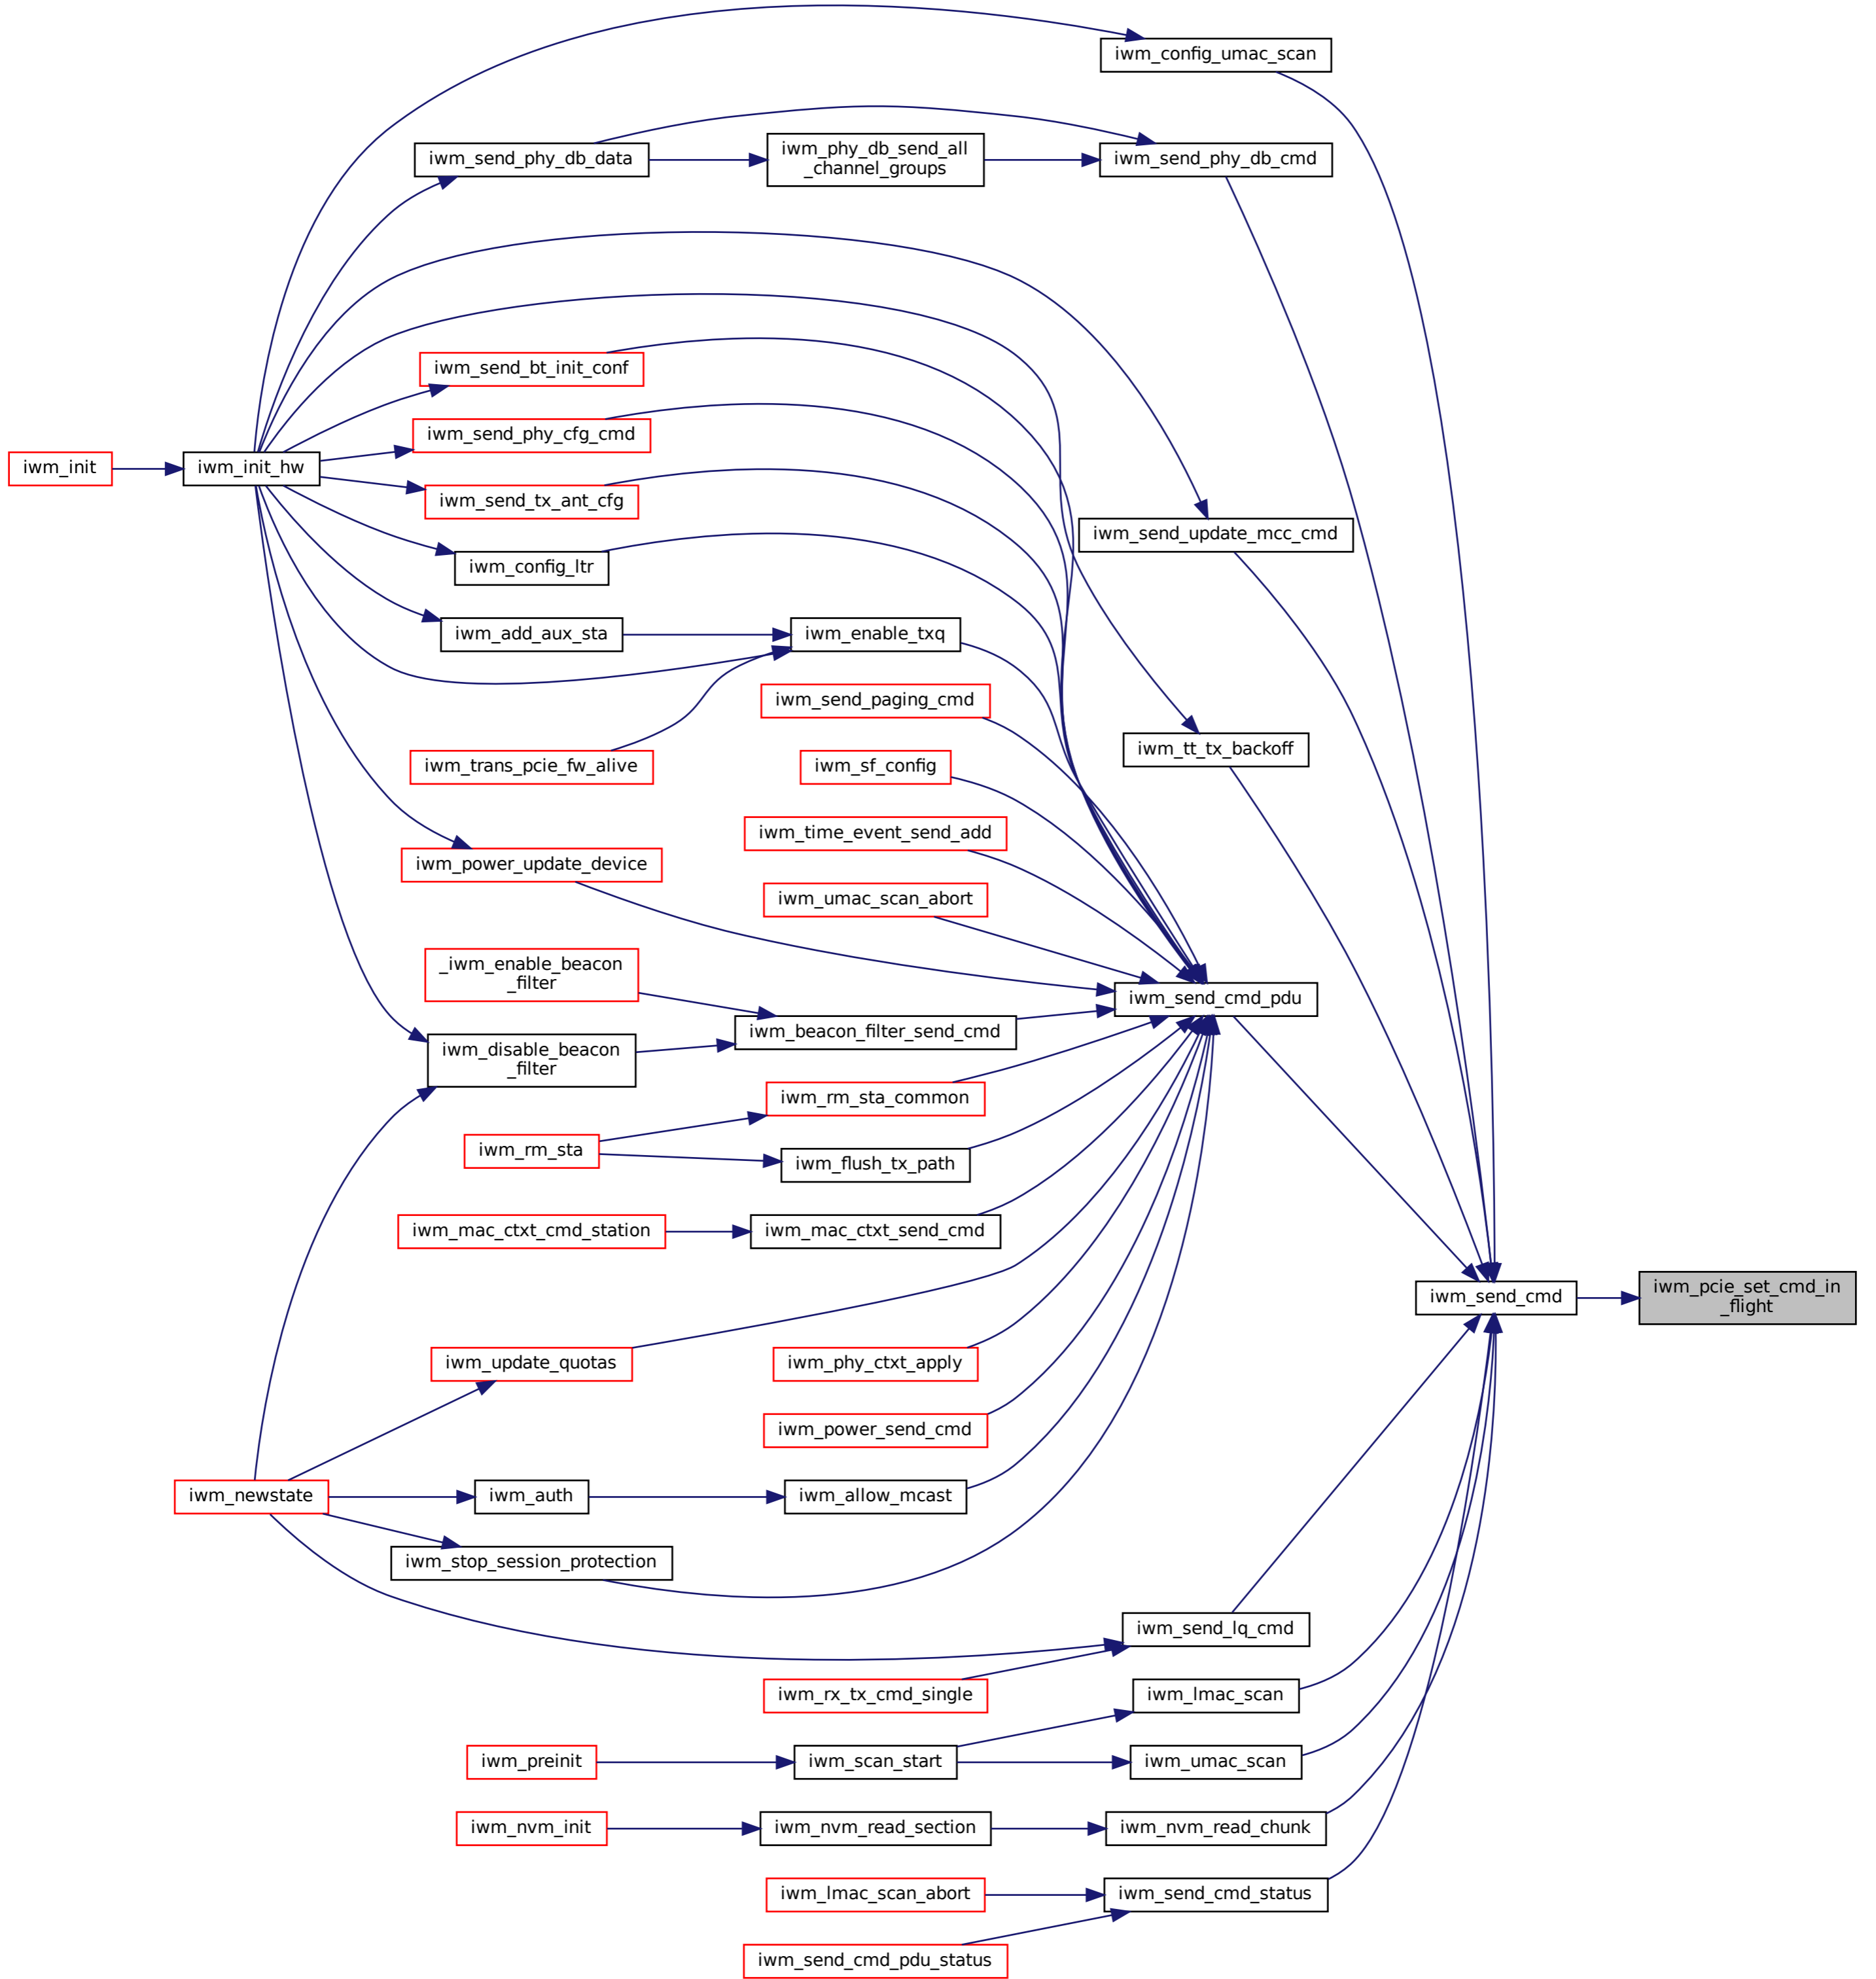 iwm_config_umac_scan
iwm_send_phy_db_data
iwm_phy_db_send_all
_channel_groups
iwm_send_phy_db_cmd
iwm_send_bt_init_conf
iwm_send_phy_cfg_cmd
iwm_init
iwm_init_hw
iwm_send_tx_ant_cfg
iwm_send_update_mcc_cmd
iwm_config_ltr
iwm_add_aux_sta
iwm_enable_txq
iwm_send_paging_cmd
iwm_tt_tx_backoff
iwm_trans_pcie_fw_alive
iwm_sf_config
iwm_time_event_send_add
iwm_power_update_device
iwm_umac_scan_abort
_iwm_enable_beacon
_filter
iwm_send_cmd_pdu
iwm_beacon_filter_send_cmd
iwm_disable_beacon
_filter
iwm_rm_sta_common
iwm_rm_sta
iwm_flush_tx_path
iwm_mac_ctxt_cmd_station
iwm_mac_ctxt_send_cmd
iwm_send_cmd
iwm_pcie_set_cmd_in
_flight
iwm_update_quotas
iwm_phy_ctxt_apply
iwm_power_send_cmd
iwm_newstate
iwm_auth
iwm_allow_mcast
iwm_stop_session_protection
iwm_send_lq_cmd
iwm_rx_tx_cmd_single
iwm_lmac_scan
iwm_preinit
iwm_scan_start
iwm_umac_scan
iwm_nvm_init
iwm_nvm_read_section
iwm_nvm_read_chunk
iwm_lmac_scan_abort
iwm_send_cmd_status
iwm_send_cmd_pdu_status